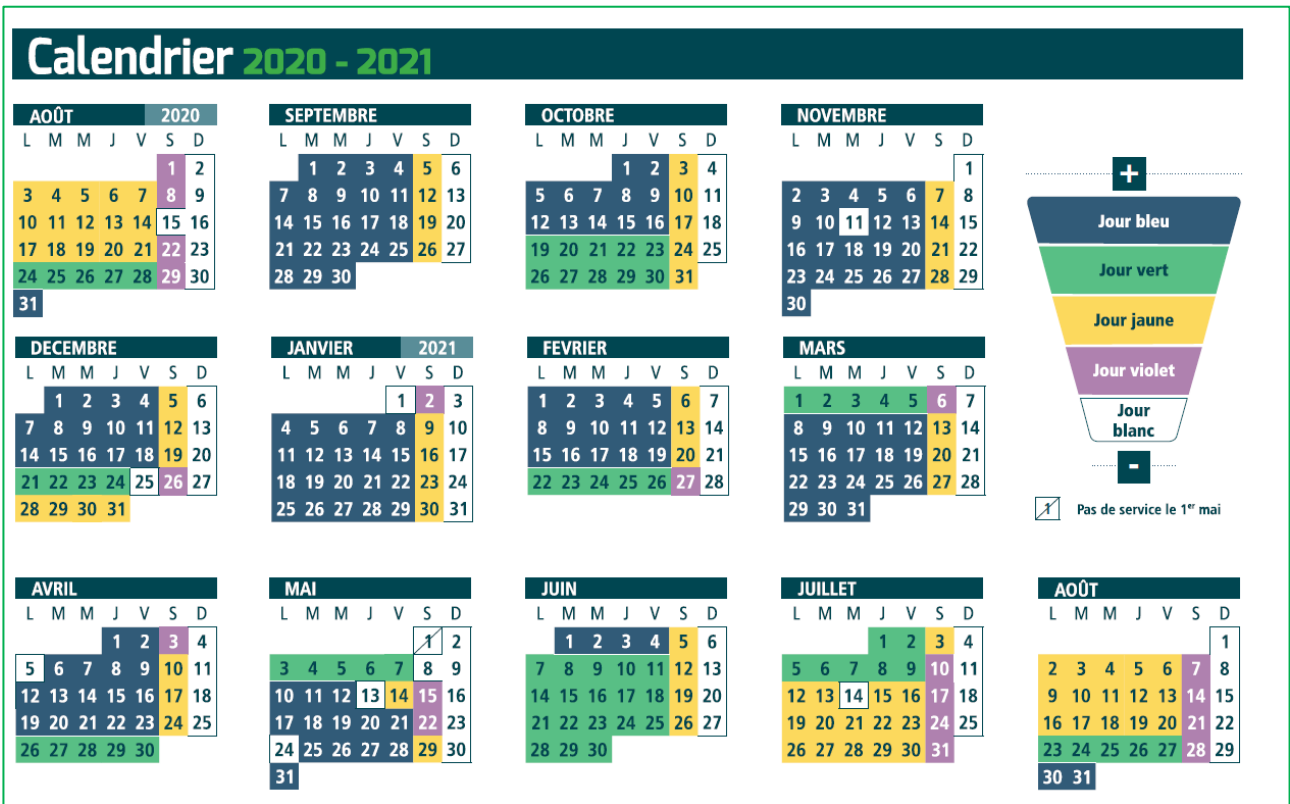 Calendrier 2020 - 2021
AOÛT 2020
L M M J V S D
1 2
3 4 5 6 7 8 9
10 11 12 13 14 15 16
17 18 19 20 21 22 23
24 25 26 27 28 29 30
31
SEPTEMBRE
L M M J V S D
1 2 3 4 5 6
7 8 9 10 11 12 13
14 15 16 17 18 19 20
21 22 23 24 25 26 27
28 29 30
OCTOBRE
L M M J V S D
1 2 3 4
5 6 7 8 9 10 11
12 13 14 15 16 17 18
19 20 21 22 23 24 25
26 27 28 29 30 31
NOVEMBRE
L M M J V S D
1
2 3 4 5 6 7 8
9 10 11 12 13 14 15
16 17 18 19 20 21 22
23 24 25 26 27 28 29
30
+
Jour bleu
Jour vert
Jour jaune
Jour violet
Jour
blanc
-
1 Pas de service le 1er mai
DECEMBRE
L M M J V S D
1 2 3 4 5 6
7 8 9 10 11 12 13
14 15 16 17 18 19 20
21 22 23 24 25 26 27
28 29 30 31
JANVIER 2021
L M M J V S D
1 2 3
4 5 6 7 8 9 10
11 12 13 14 15 16 17
18 19 20 21 22 23 24
25 26 27 28 29 30 31
FEVRIER
L M M J V S D
1 2 3 4 5 6 7
8 9 10 11 12 13 14
15 16 17 18 19 20 21
22 23 24 25 26 27 28
MARS
L M M J V S D
1 2 3 4 5 6 7
8 9 10 11 12 13 14
15 16 17 18 19 20 21
22 23 24 25 26 27 28
29 30 31
AVRIL
L M M J V S D
1 2 3 4
5 6 7 8 9 10 11
12 13 14 15 16 17 18
19 20 21 22 23 24 25
26 27 28 29 30
MAI
L M M J V S D
1 2
3 4 5 6 7 8 9
10 11 12 13 14 15 16
17 18 19 20 21 22 23
24 25 26 27 28 29 30
31
JUIN
L M M J V S D
1 2 3 4 5 6
7 8 9 10 11 12 13
14 15 16 17 18 19 20
21 22 23 24 25 26 27
28 29 30
JUILLET
L M M J V S D
1 2 3 4
5 6 7 8 9 10 11
12 13 14 15 16 17 18
19 20 21 22 23 24 25
26 27 28 29 30 31
AOÛT
L M M J V S D
1
2 3 4 5 6 7 8
9 10 11 12 13 14 15
16 17 18 19 20 21 22
23 24 25 26 27 28 29
30 31